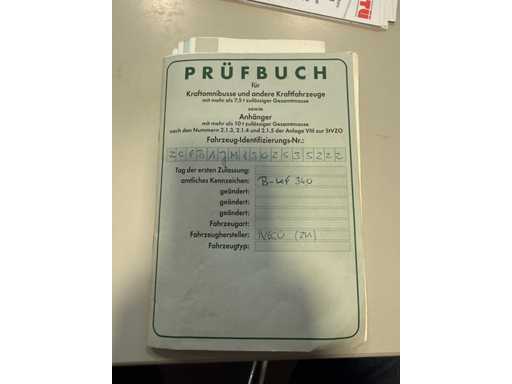 PRÜFBUCH
für
Kraftomnibusse und andere Kraftfahrzeuge
mit mehr als 7,5 t zulässiger Gesamtmasse
sowie
Anhänger
mit mehr als 10 t zulässiger Gesamtmasse
nach den Nummern 2.1.3, 2.1.4 und 2.1.5 der Anlage VIII zur StVZO
Fahrzeug-Identifizierungs-Nr.:
Tag der ersten Zulassung:
amtliches Kennzeichen:
geändert:
geändert:
geändert:
Fahrzeugart:
Fahrzeughersteller:
Fahrzeugtyp: